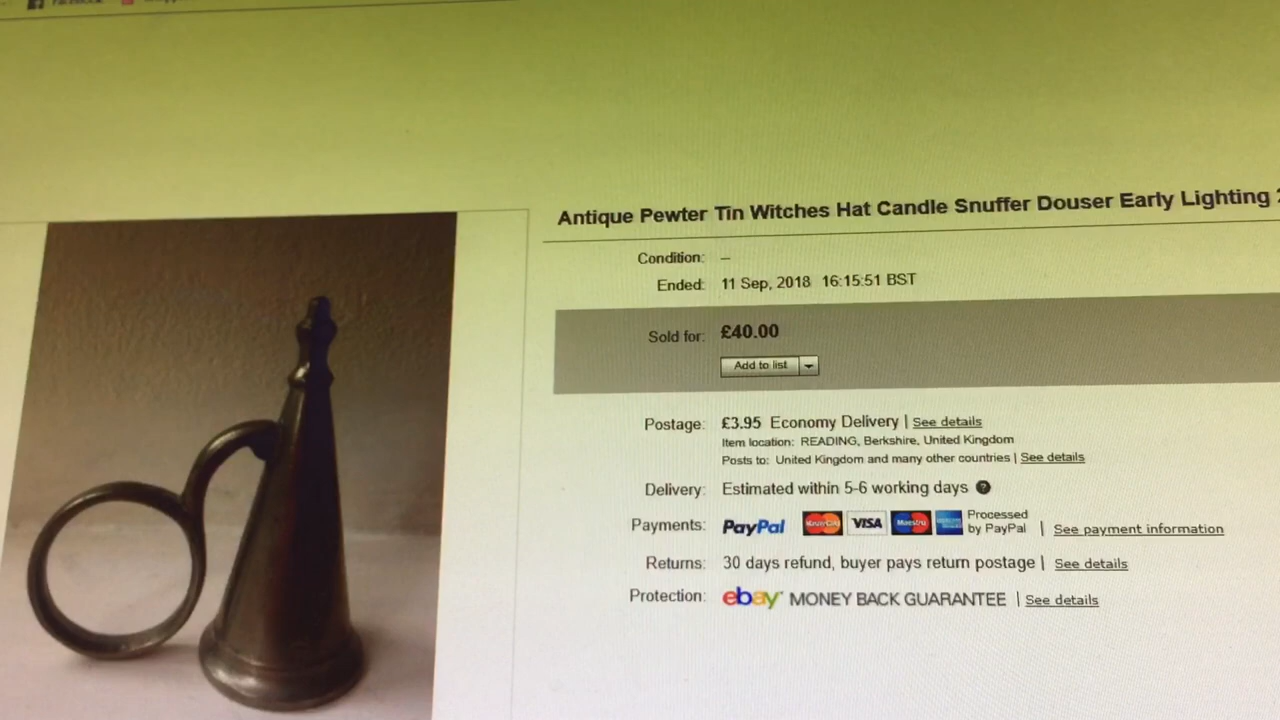 Facebook
Antique Pewter Tin Witches Hat Candle Snuffer Douser Early Lighting
Condition: –
Ended: 11 Sep, 2018 16:15:51 BST
Sold for: £40.00
Add to list
Postage: £3.95 Economy Delivery | See details
Item location: READING, Berkshire, United Kingdom
Posts to: United Kingdom and many other countries | See details
Delivery: Estimated within 5-6 working days ?
Payments: PayPal MasterCard VISA Maestro Processed by PayPal | See payment information
Returns: 30 days refund, buyer pays return postage | See details
Protection: ebay MONEY BACK GUARANTEE | See details